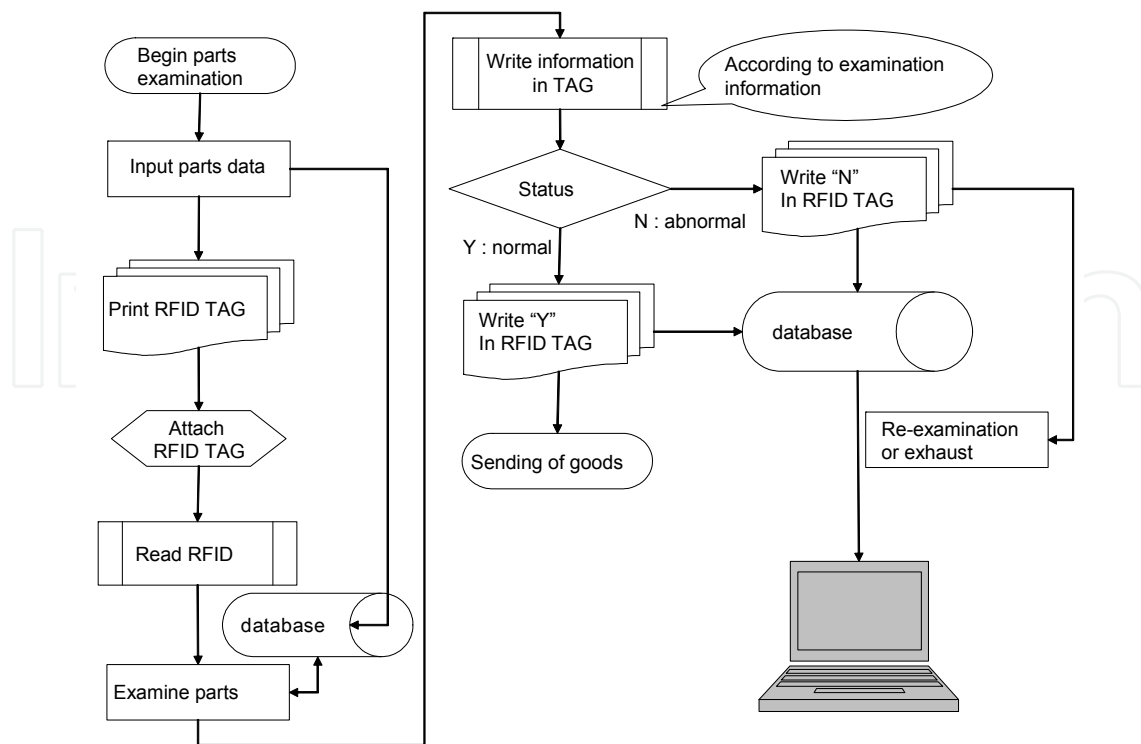 Begin parts
examination
Input parts data
Print RFID TAG
Attach
RFID TAG
Read RFID
database
Examine parts
Write information
in TAG
According to examination
information
Status
N : abnormal
Y : normal
Write “N”
In RFID TAG
Write “Y”
In RFID TAG
database
Sending of goods
Re-examination
or exhaust